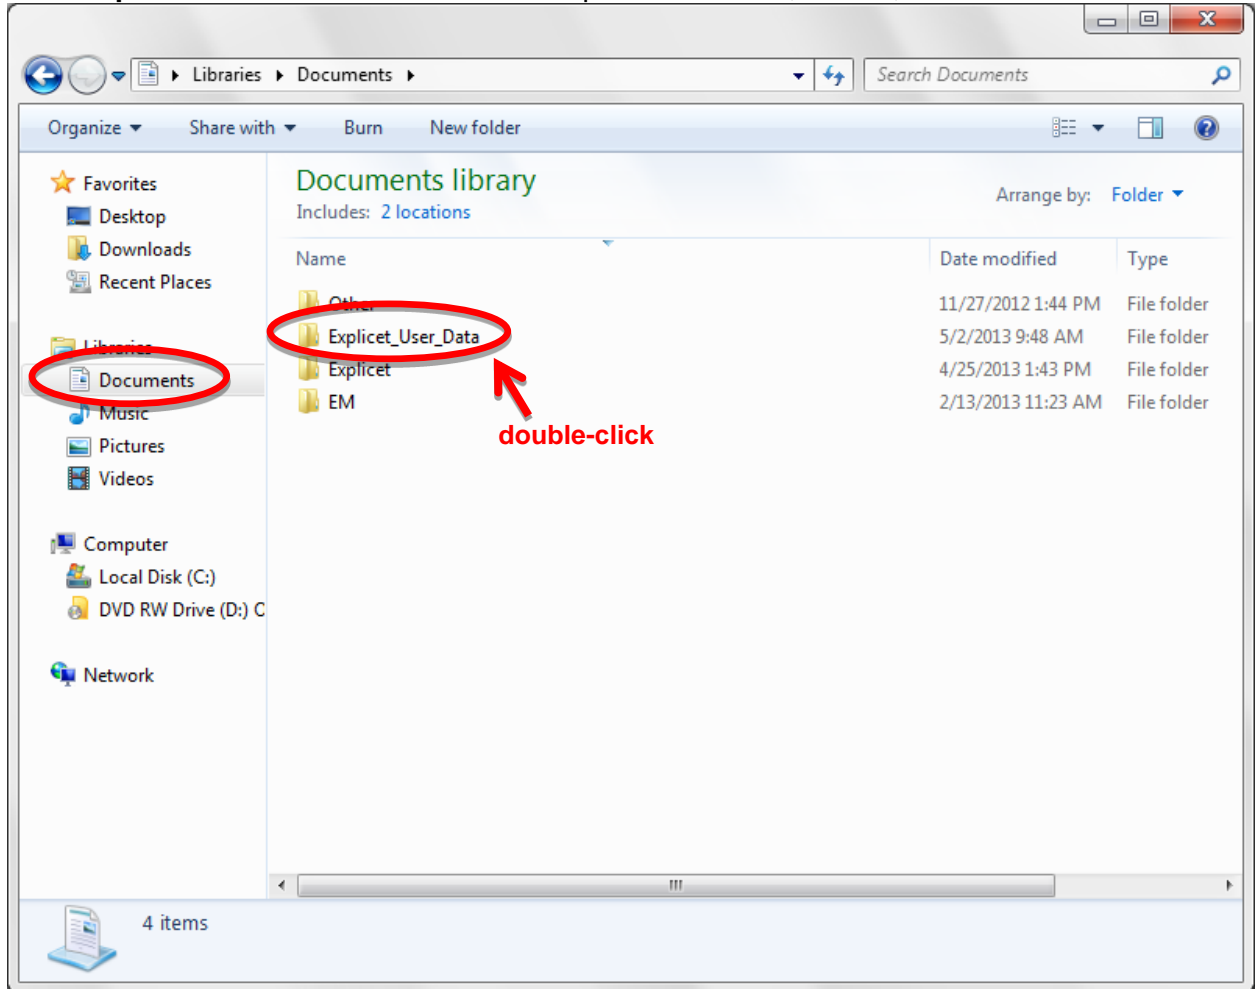 Libraries ▸ Documents ▸
Search Documents
Organize Share with Burn New folder
Favorites
Desktop
Downloads
Recent Places
Libraries
Documents
Music
Pictures
Videos
Computer
Local Disk (C:)
DVD RW Drive (D:) C
Network
Documents library
Includes: 2 locations
Arrange by: Folder
Name Date modified Type
Other 11/27/2012 1:44 PM File folder
Explicet_User_Data 5/2/2013 9:48 AM File folder
Explicet 4/25/2013 1:43 PM File folder
EM 2/13/2013 11:23 AM File folder
double-click
4 items